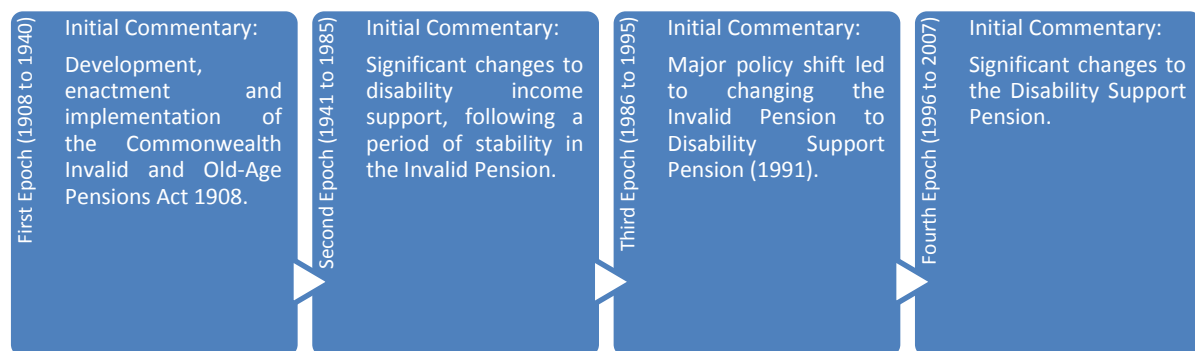 First Epoch (1908 to 1940)
Initial Commentary:
Development,
enactment and
implementation of
the Commonwealth
Invalid and Old-Age
Pensions Act 1908.
Second Epoch (1941 to 1985)
Initial Commentary:
Significant changes to
disability income
support, following a
period of stability in
the Invalid Pension.
Third Epoch (1986 to 1995)
Initial Commentary:
Major policy shift led
to changing the
Invalid Pension to
Disability Support
Pension (1991).
Fourth Epoch (1996 to 2007)
Initial Commentary:
Significant changes to
the Disability Support
Pension.